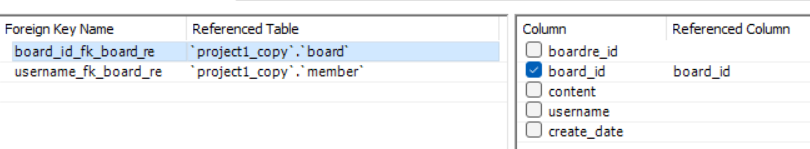 Foreign Key Name Referenced Table
board_id_fk_board_re `project1_copy`.`board`
username_fk_board_re `project1_copy`.`member`
Column Referenced Column
boardre_id
board_id board_id
content
username
create_date